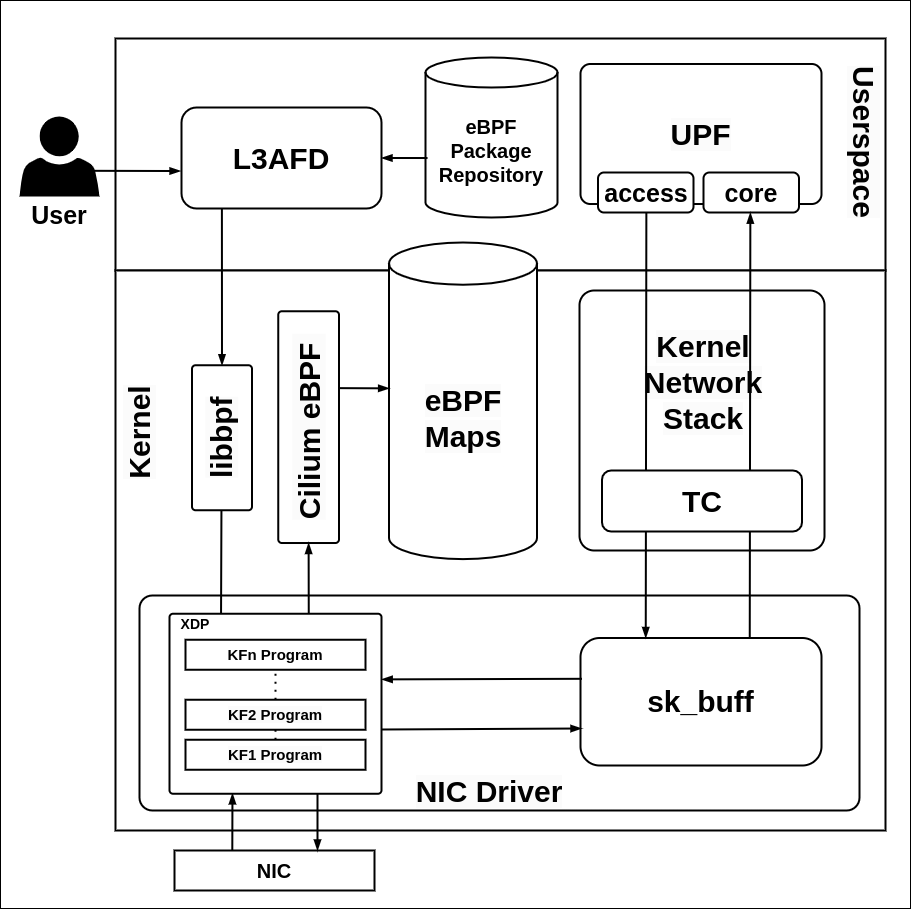 User
L3AFD
eBPF
Package
Repository
UPF
access
core
Userspace
Kernel
libbpf
Cilium eBPF
eBPF
Maps
Kernel
Network
Stack
TC
XDP
KFn Program
KF2 Program
KF1 Program
sk_buff
NIC Driver
NIC